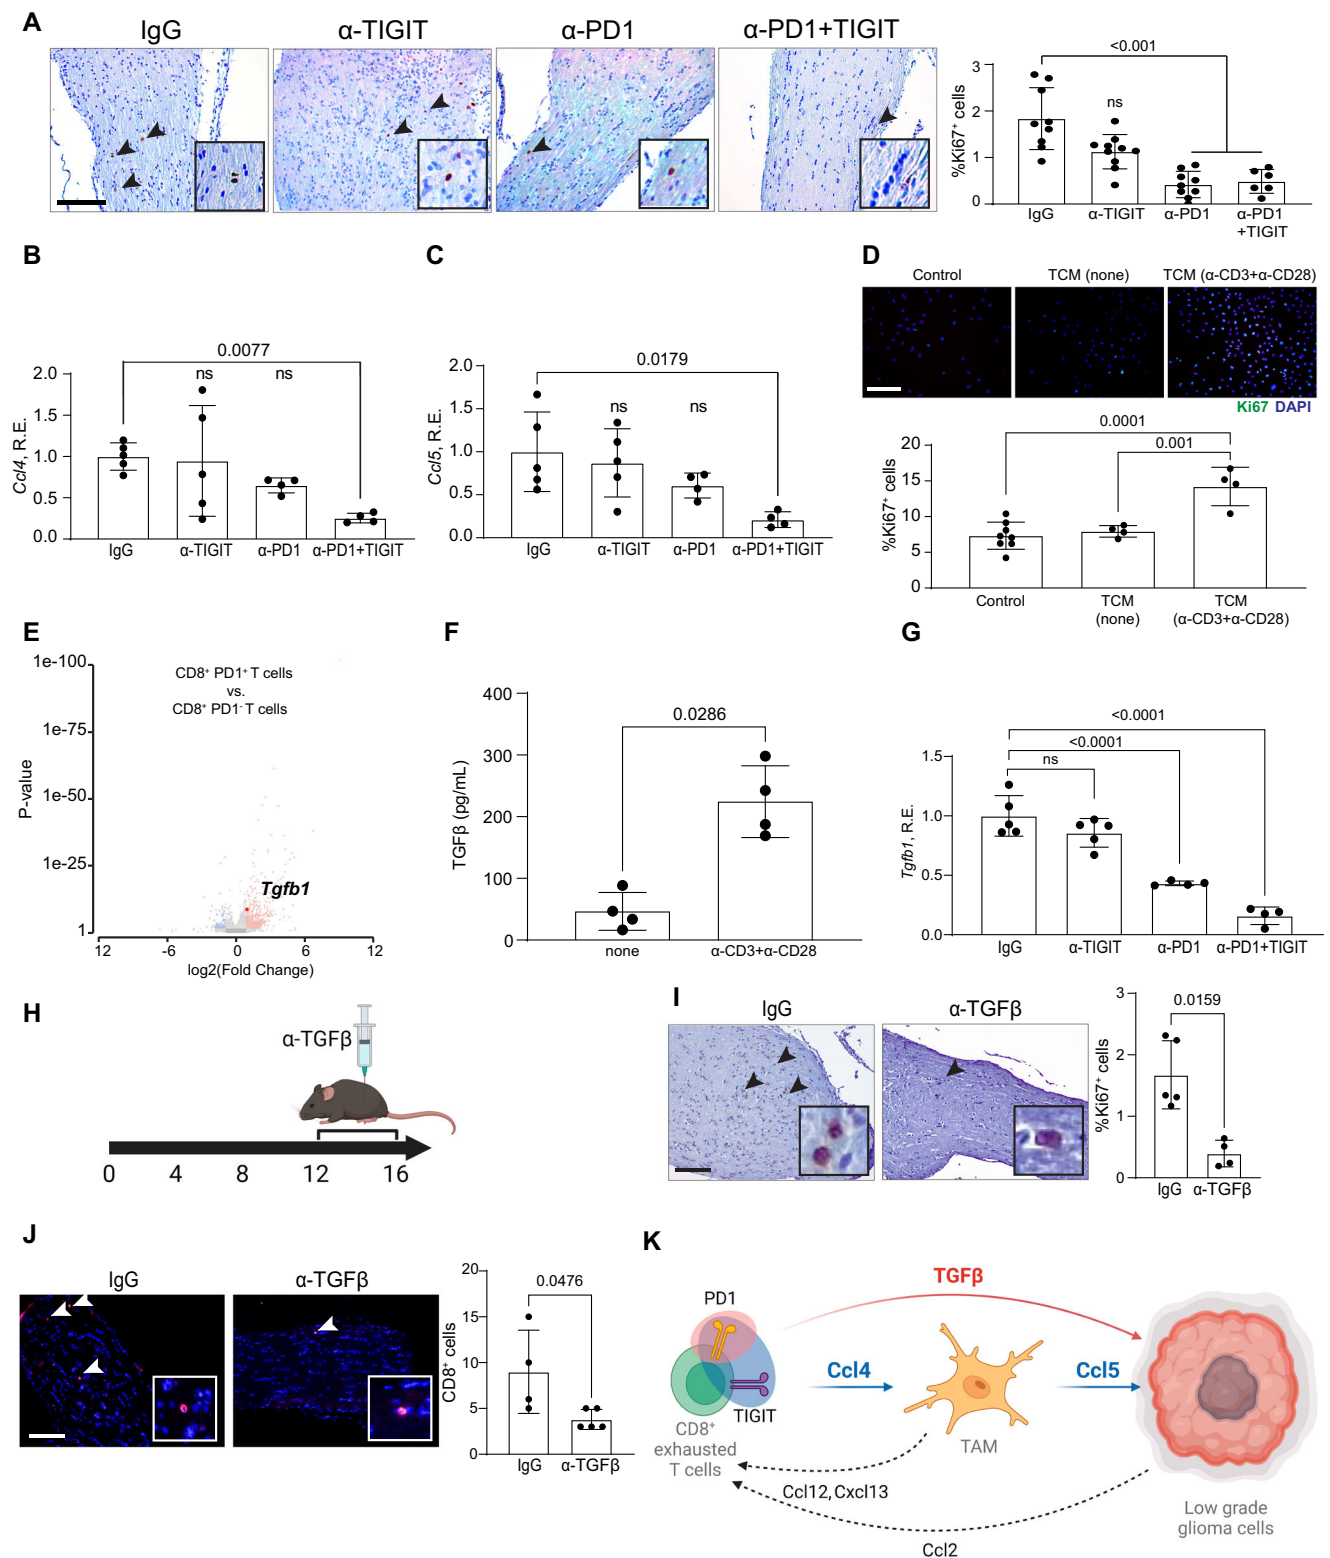 A
IgG
α-TIGIT
α-PD1
α-PD1+TIGIT
%Ki67⁺ cells
3
2
1
0
<0.001
ns
IgG
α-TIGIT
α-PD1
α-PD1
+TIGIT
B
Ccl4, R.E.
2.0
1.5
1.0
0.5
0.0
0.0077
ns
ns
IgG
α-TIGIT
α-PD1
α-PD1+TIGIT
C
Ccl5, R.E.
2.0
1.5
1.0
0.5
0.0
0.0179
ns
ns
IgG
α-TIGIT
α-PD1
α-PD1+TIGIT
D
Control
TCM (none)
TCM (α-CD3+α-CD28)
Ki67 DAPI
%Ki67⁺ cells
20
15
10
5
0
0.0001
0.001
Control
TCM
(none)
TCM
(α-CD3+α-CD28)
E
P-value
1e-100
1e-75
1e-50
1e-25
1
CD8⁺ PD1⁺ T cells
vs.
CD8⁺ PD1⁻ T cells
Tgfb1
12
-6
0
6
12
log2(Fold Change)
F
TGFβ (pg/mL)
400
300
200
100
0
0.0286
none
α-CD3+α-CD28
G
Tgfb1, R.E.
1.5
1.0
0.5
0.0
<0.0001
<0.0001
ns
IgG
α-TIGIT
α-PD1
α-PD1+TIGIT
H
α-TGFβ
0
4
8
12
16
I
IgG
α-TGFβ
%Ki67⁺ cells
3
2
1
0
0.0159
IgG
α-TGFβ
J
IgG
α-TGFβ
CD8⁺ cells
20
15
10
5
0
0.0476
IgG
α-TGFβ
K
TGFβ
PD1
Ccl4
Ccl5
TIGIT
CD8⁺
exhausted
T cells
TAM
Ccl12, Cxcl13
Ccl2
Low grade
glioma cells